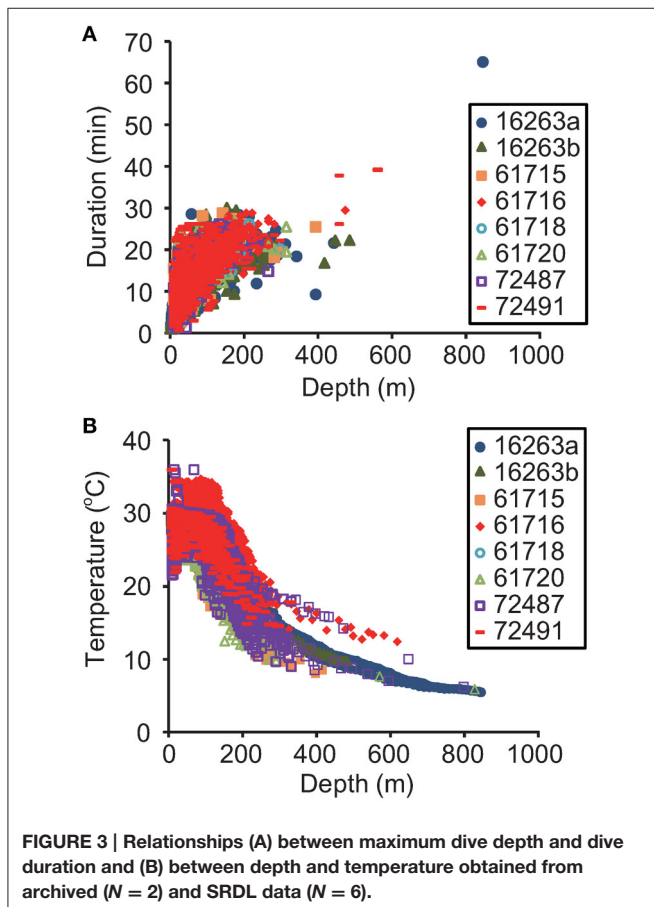 A
70
60
50
40
30
20
10
0
Duration (min)
0 200 400 600 800 1000
Depth (m)
16263a
16263b
61715
61716
61718
61720
72487
72491
B
40
30
20
10
0
Temperature (°C)
0 200 400 600 800 1000
Depth (m)
16263a
16263b
61715
61716
61718
61720
72487
72491
FIGURE 3 | Relationships (A) between maximum dive depth and dive
duration and (B) between depth and temperature obtained from
archived (N = 2) and SRDL data (N = 6).